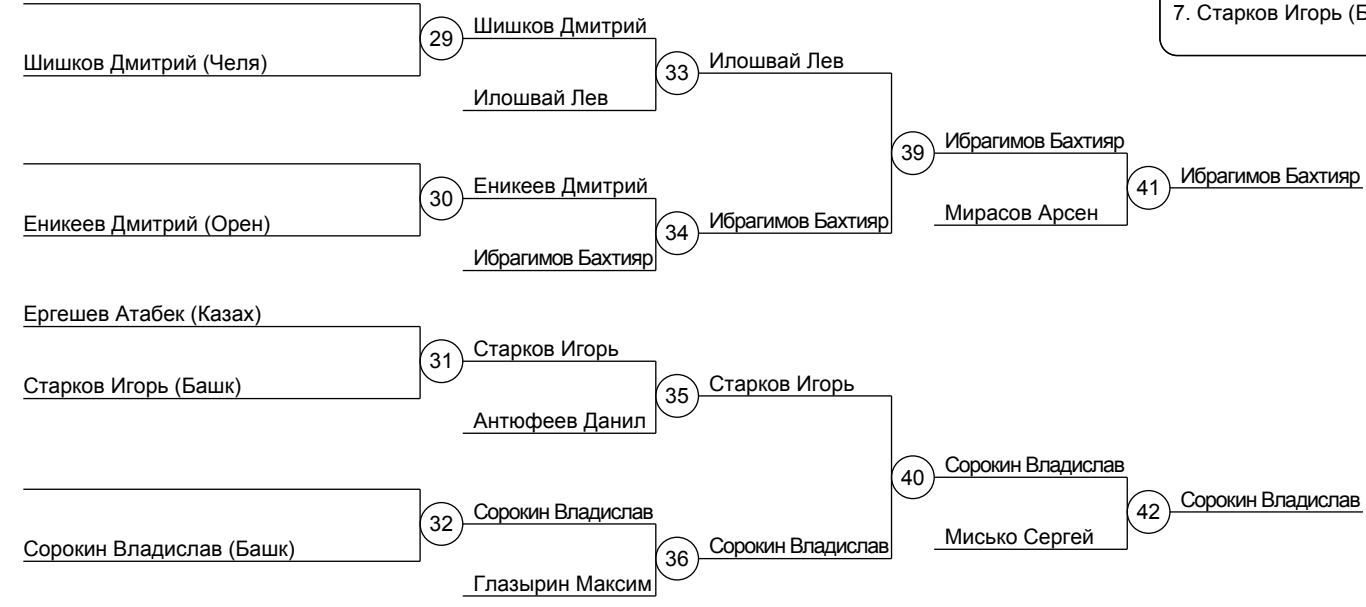 7. Старков Игорь (Б
Шишков Дмитрий
29
Шишков Дмитрий (Челя)
Илошвай Лев
33
Илошвай Лев
Ибрагимов Бахтияр
39
Ибрагимов Бахтияр
41
Еникеев Дмитрий
30
Мирасов Арсен
Еникеев Дмитрий (Орен)
Ибрагимов Бахтияр
34
Ибрагимов Бахтияр
Ергешев Атабек (Казах)
Старков Игорь
31
Старков Игорь (Башк)
Старков Игорь
35
Антюфеев Данил
Сорокин Владислав
40
Сорокин Владислав
42
Сорокин Владислав
32
Мисько Сергей
Сорокин Владислав (Башк)
Сорокин Владислав
36
Глазырин Максим